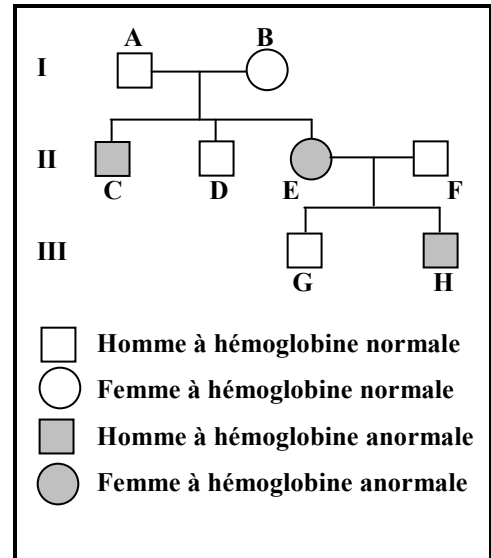 A B
I
II
C D E F
III
G H
Homme à hémoglobine normale
Femme à hémoglobine normale
Homme à hémoglobine anormale
Femme à hémoglobine anormale